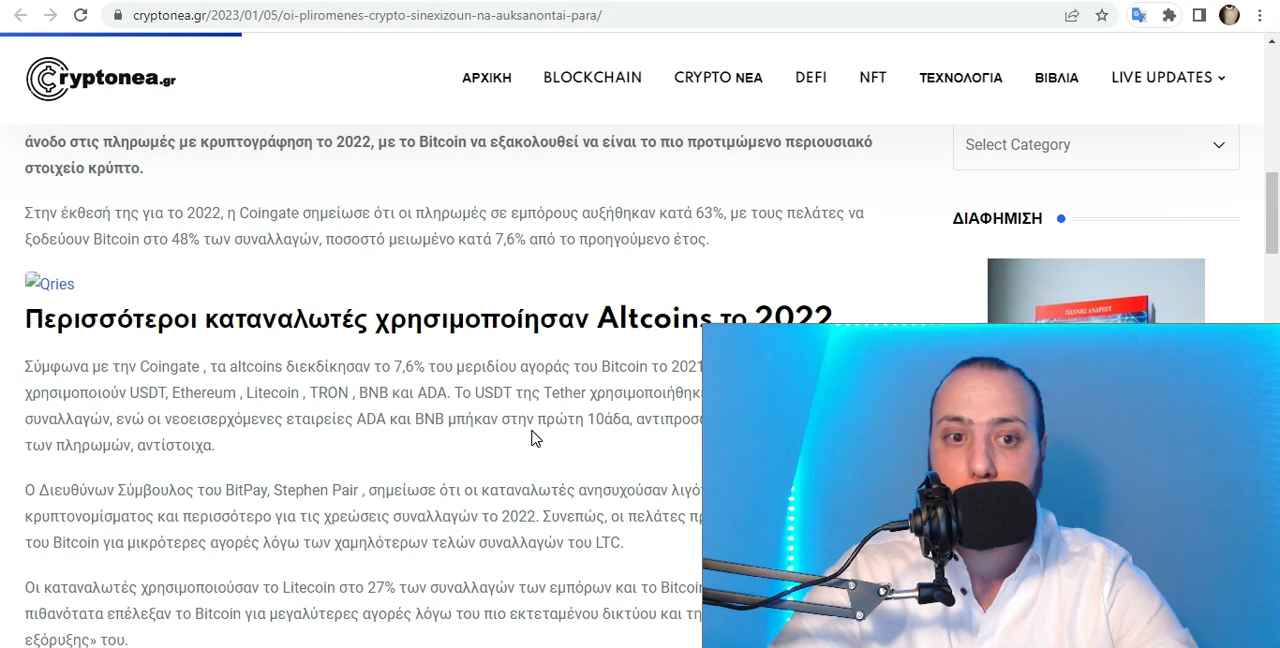 cryptonea.gr/2023/01/05/oi-pliromenes-crypto-sinexizoun-na-auksanontai-para/
ryptonea.gr
ΑΡΧΙΚΗ BLOCKCHAIN CRYPTO ΝΕΑ DEFI NFT ΤΕΧΝΟΛΟΓΙΑ ΒΙΒΛΙΑ LIVE UPDATES
άνοδο στις πληρωμές με κρυπτογράφηση το 2022, με το Bitcoin να εξακολουθεί να είναι το πιο προτιμώμενο περιουσιακό
στοιχείο κρύπτο.
Στην έκθεσή της για το 2022, η Coingate σημείωσε ότι οι πληρωμές σε εμπόρους αυξήθηκαν κατά 63%, με τους πελάτες να
ξοδεύουν Bitcoin στο 48% των συναλλαγών, ποσοστό μειωμένο κατά 7,6% από το προηγούμενο έτος.
Qries
Περισσότεροι καταναλωτές χρησιμοποίησαν Altcoins το 2022
Σύμφωνα με την Coingate , τα altcoins διεκδίκησαν το 7,6% του μεριδίου αγοράς του Bitcoin το 2021
χρησιμοποιούν USDT, Ethereum , Litecoin , TRON , BNB και ADA. Το USDT της Tether χρησιμοποιήθηκ
συναλλαγών, ενώ οι νεοεισερχόμενες εταιρείες ADA και BNB μπήκαν στην πρώτη 10άδα, αντιπροσ
των πληρωμών, αντίστοιχα.
Ο Διευθύνων Σύμβουλος του BitPay, Stephen Pair , σημείωσε ότι οι καταναλωτές ανησυχούσαν λιγό
κρυπτονομίσματος και περισσότερο για τις χρεώσεις συναλλαγών το 2022. Συνεπώς, οι πελάτες π
του Bitcoin για μικρότερες αγορές λόγω των χαμηλότερων τελών συναλλαγών του LTC.
Οι καταναλωτές χρησιμοποιούσαν το Litecoin στο 27% των συναλλαγών των εμπόρων και το Bitcoi
πιθανότατα επέλεξαν το Bitcoin για μεγαλύτερες αγορές λόγω του πιο εκτεταμένου δικτύου και τη
εξόρυξης» του.
Select Category
ΔΙΑΦΗΜΙΣΗ
ΓΙΑΝΝΗΣ ΑΝΔΡΕΟΥ